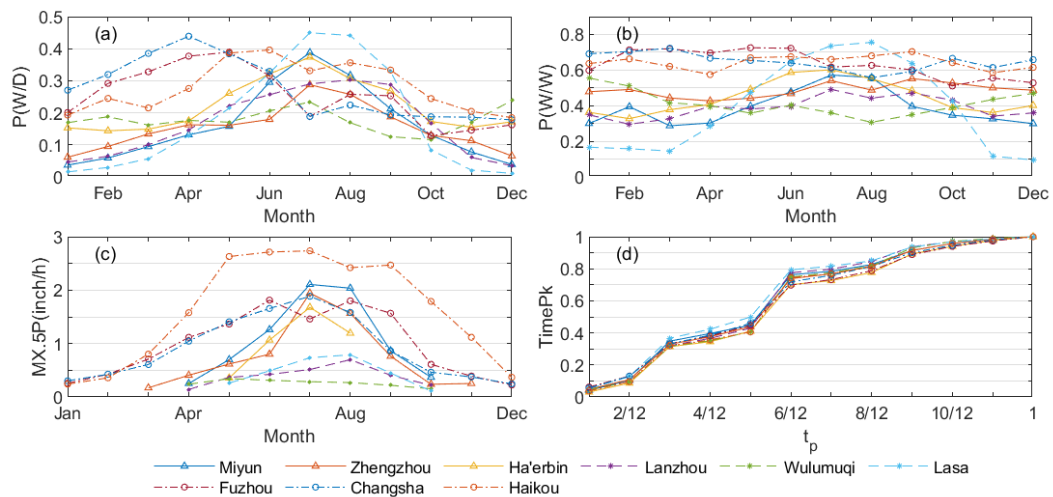 (a)
P(W/D)
0.5
0.4
0.3
0.2
0.1
0
Feb Apr Jun Aug Oct Dec
Month
(b)
P(W/W)
0.8
0.6
0.4
0.2
0
Feb Apr Jun Aug Oct Dec
Month
(c)
MX.5P(inch/h)
3
2
1
0
Jan Apr Aug Dec
Month
(d)
TimePk
1
0.8
0.6
0.4
0.2
0
2/12 4/12 6/12 8/12 10/12 1
t_p
Miyun Zhengzhou Ha'erbin Lanzhou Wulumuqi Lasa
Fuzhou Changsha Haikou